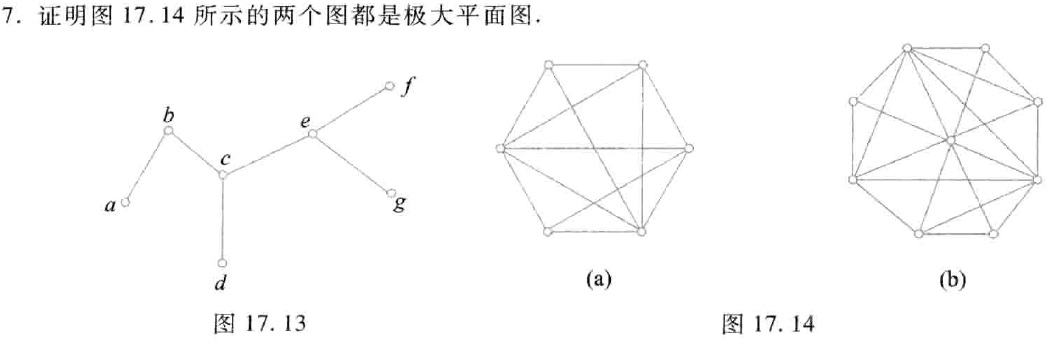 7. 证明图 17.14 所示的两个图都是极大平面图.
f
b
e
c
a
g
d
(a)
(b)
图 17.13
图 17.14